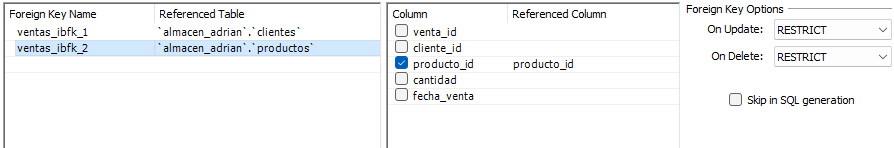 Foreign Key Name Referenced Table
ventas_ibfk_1 `almacen_adrian`.`clientes`
ventas_ibfk_2 `almacen_adrian`.`productos`
Column Referenced Column
venta_id
cliente_id
producto_id producto_id
cantidad
fecha_venta
Foreign Key Options
On Update: RESTRICT
On Delete: RESTRICT
Skip in SQL generation